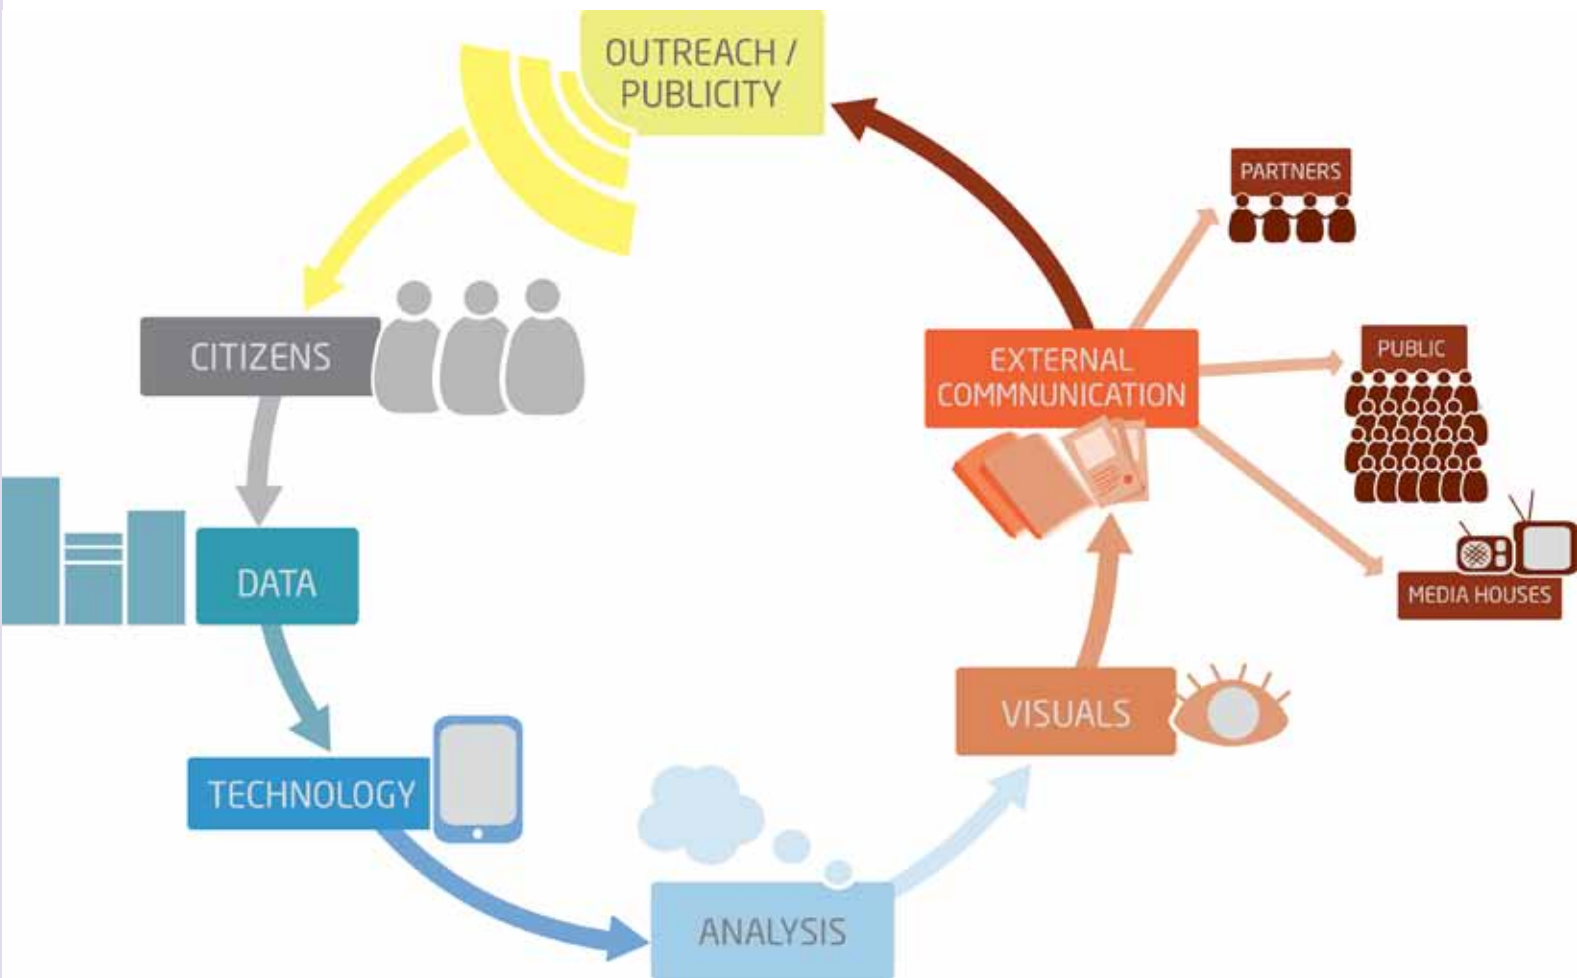 OUTREACH /
PUBLICITY
PARTNERS
CITIZENS
EXTERNAL
COMMNUNICATION
PUBLIC
DATA
MEDIA HOUSES
VISUALS
TECHNOLOGY
ANALYSIS